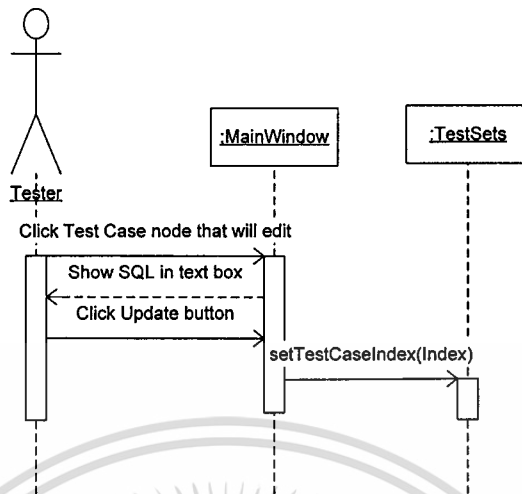 :MainWindow
:TestSets
Tester
Click Test Case node that will edit
Show SQL in text box
Click Update button
setTestCaseIndex(Index)